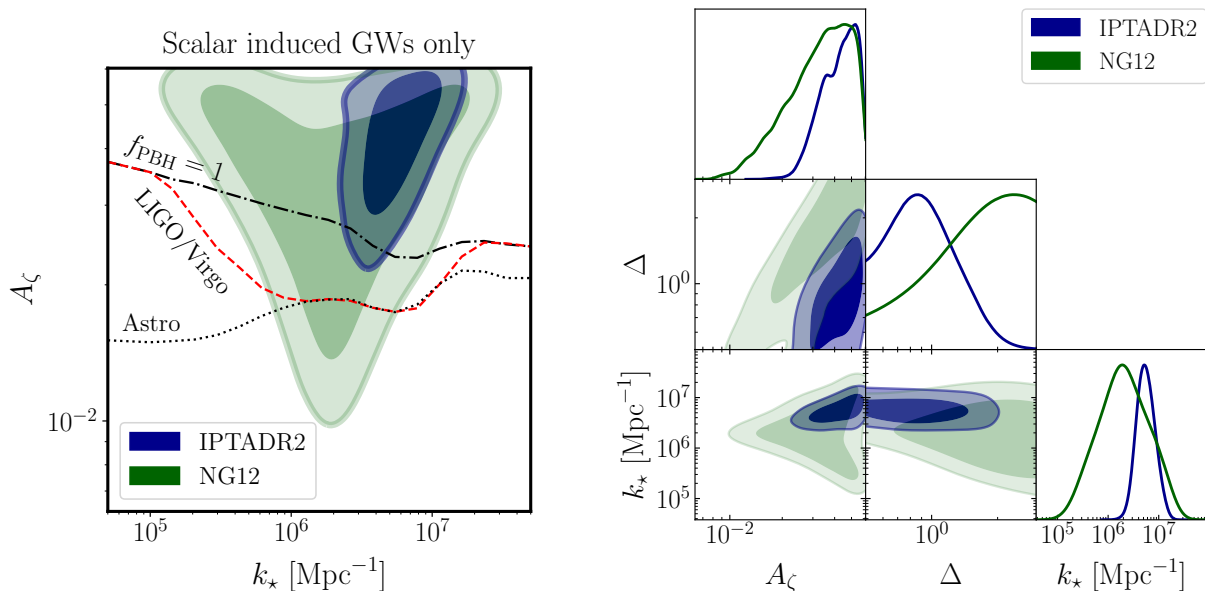 Scalar induced GWs only
A_ζ
f_PBH = 1
LIGO/Virgo
Astro
10^−2
IPTADR2
NG12
10^5
10^6
10^7
k_⋆ [Mpc^−1]
IPTADR2
NG12
Δ
10^0
k_⋆ [Mpc^−1]
10^7
10^6
10^5
10^−2
10^0
10^5
10^6
10^7
A_ζ
Δ
k_⋆ [Mpc^−1]